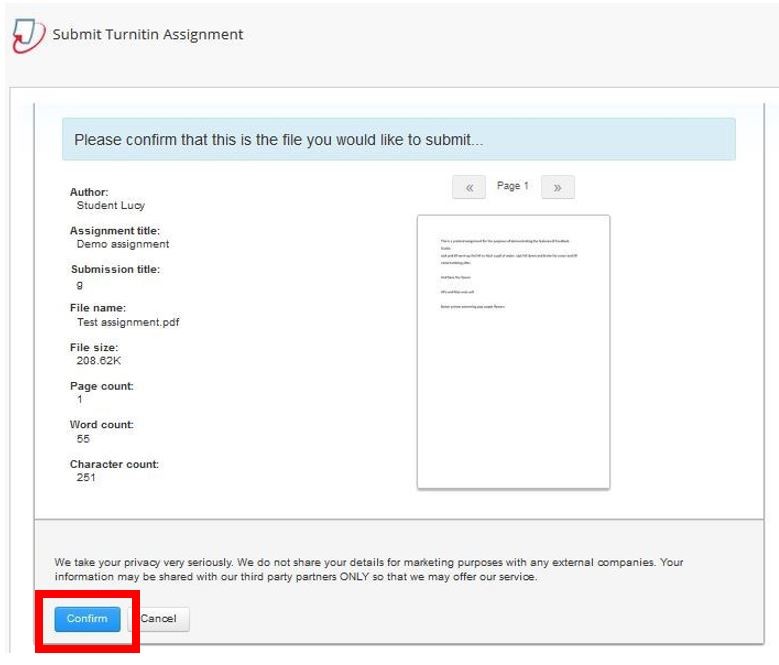 Submit Turnitin Assignment
Please confirm that this is the file you would like to submit...
Author:
Student Lucy
Assignment title:
Demo assignment
Submission title:
g
File name:
Test assignment.pdf
File size:
208.62K
Page count:
1
Word count:
55
Character count:
251
« Page 1 »
We take your privacy very seriously. We do not share your details for marketing purposes with any external companies. Your
information may be shared with our third party partners ONLY so that we may offer our service.
Confirm Cancel